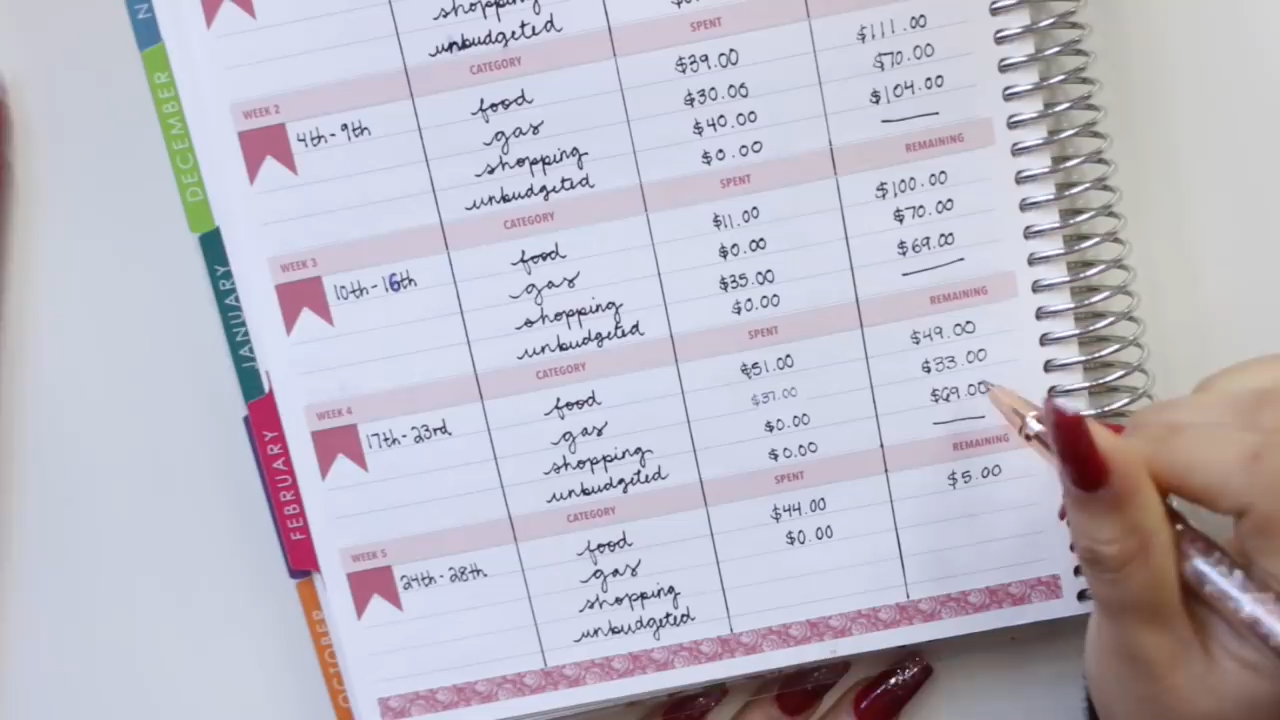 N
DECEMBER
JANUARY
FEBRUARY
OCTOBER
shopping
unbudgeted
WEEK 2 CATEGORY SPENT $111.00
4th-9th food $39.00 $70.00
gas $30.00 $104.00
shopping $40.00
unbudgeted $0.00
WEEK 3 CATEGORY SPENT REMAINING
10th-16th food $11.00 $100.00
gas $0.00 $70.00
shopping $35.00 $69.00
unbudgeted $0.00
WEEK 4 CATEGORY SPENT REMAINING
17th-23rd food $51.00 $49.00
gas $37.00 $33.00
shopping $0.00 $69.00
unbudgeted $0.00
WEEK 5 CATEGORY SPENT REMAINING
24th-28th food $44.00 $5.00
gas $0.00
shopping
unbudgeted